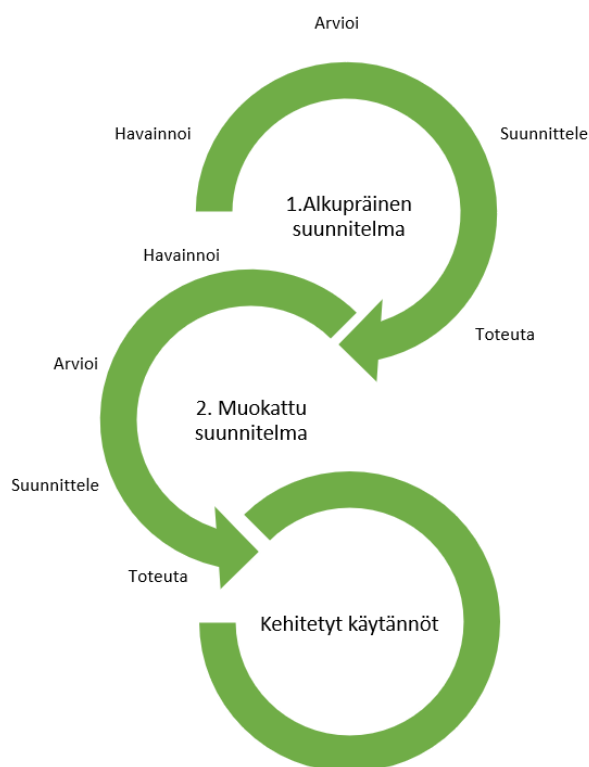 Arvioi
Havainnoi
Suunnittele
1.Alkupräinen
suunnitelma
Havainnoi
Toteuta
Arvioi
2. Muokattu
suunnitelma
Suunnittele
Toteuta
Kehitetyt käytännöt